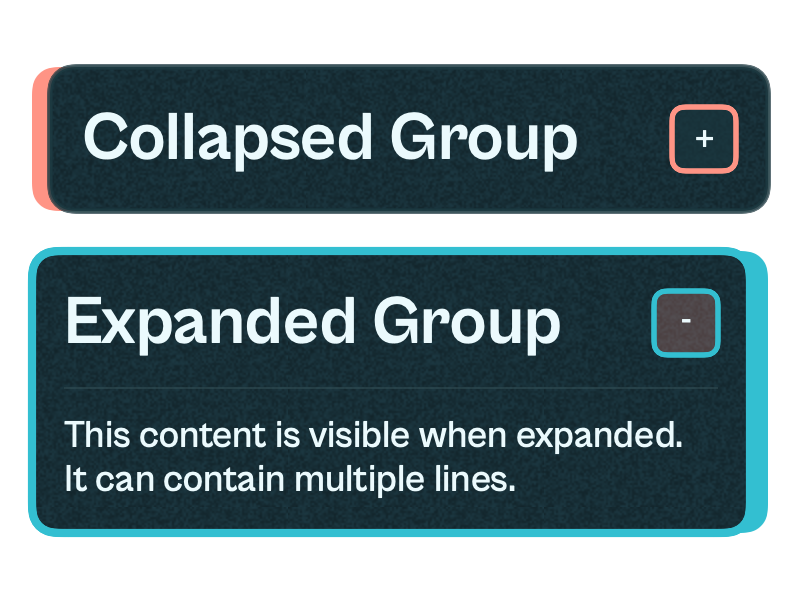 Collapsed Group
+
Expanded Group
-
This content is visible when expanded.
It can contain multiple lines.